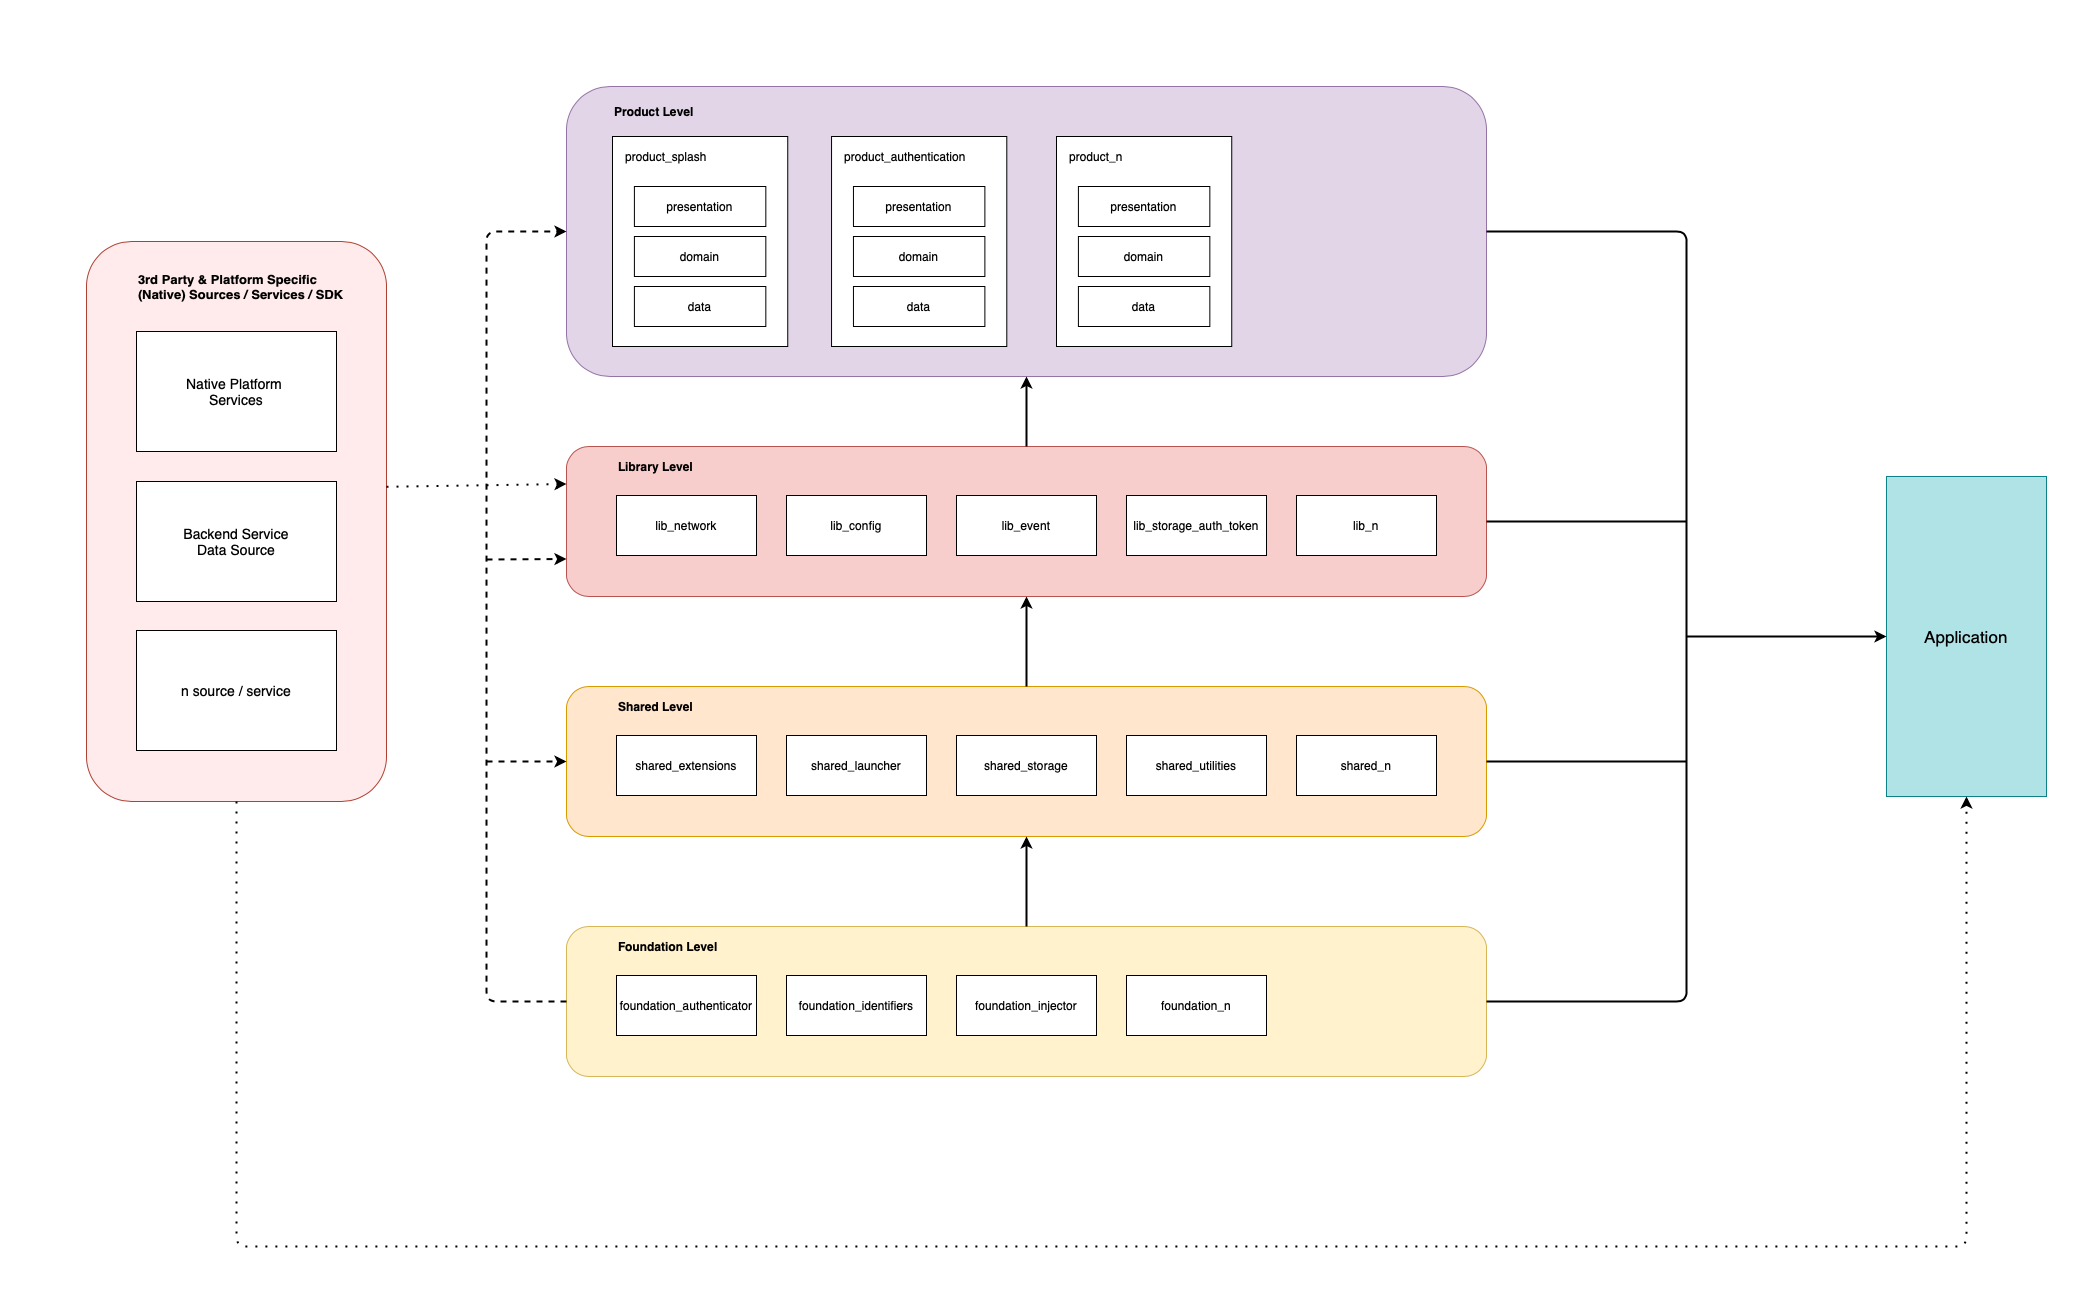 3rd Party & Platform Specific
(Native) Sources / Services / SDK
Native Platform
Services
Backend Service
Data Source
n source / service
Product Level
product_splash
presentation
domain
data
product_authentication
presentation
domain
data
product_n
presentation
domain
data
Library Level
lib_network
lib_config
lib_event
lib_storage_auth_token
lib_n
Shared Level
shared_extensions
shared_launcher
shared_storage
shared_utilities
shared_n
Foundation Level
foundation_authenticator
foundation_identifiers
foundation_injector
foundation_n
Application